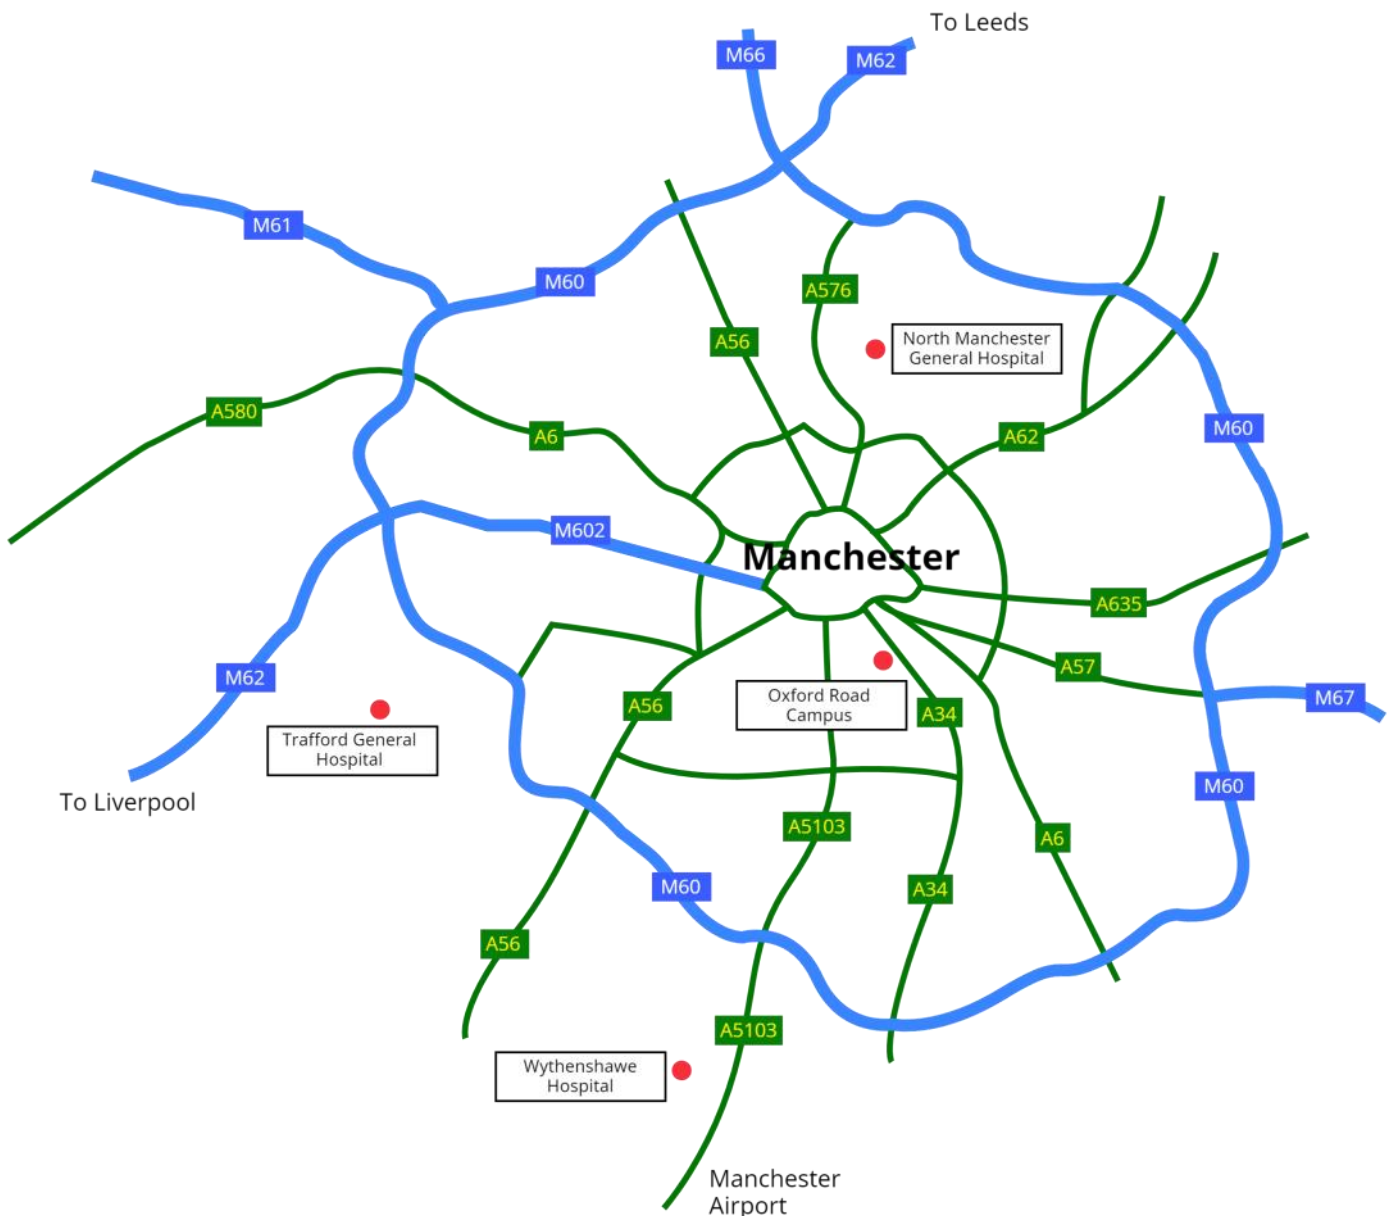 To Leeds
M66
M62
M61
M60
A576
A56
North Manchester
General Hospital
A580
A6
A62
M60
M602
Manchester
A635
M62
A57
M67
Oxford Road
Campus
A56
A34
Trafford General
Hospital
To Liverpool
M60
A5103
A6
M60
A34
A56
A5103
Wythenshawe
Hospital
Manchester
Airport